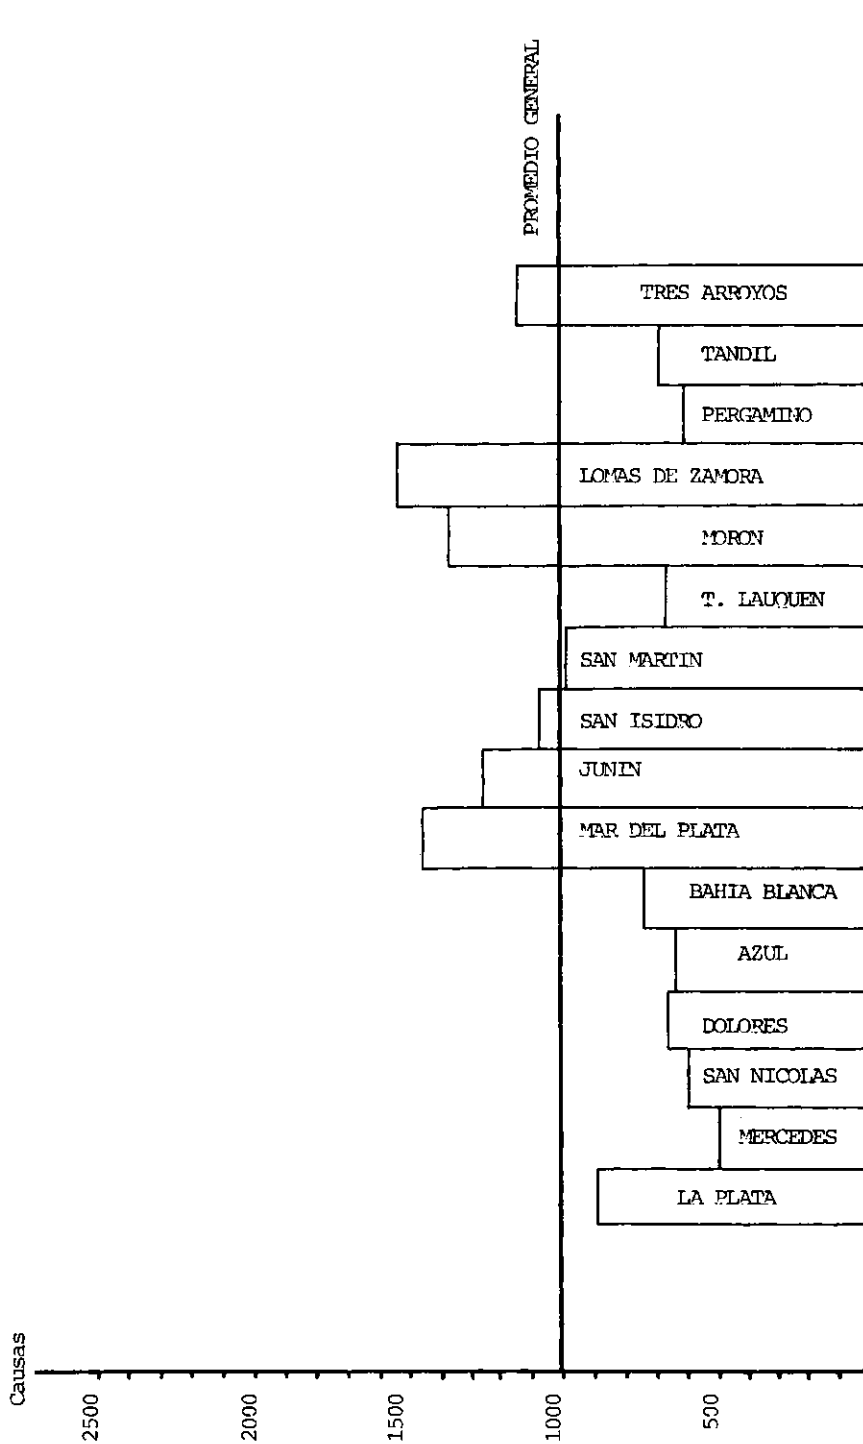 Causas
2500
2000
1500
1000
500
PROMEDIO GENERAL
LA PLATA
MERCEDES
SAN NICOLAS
DOLORES
AZUL
BAHIA BLANCA
MAR DEL PLATA
JUNIN
SAN ISIDRO
SAN MARTIN
T. LAUQUEN
MORON
LOMAS DE ZAMORA
PERGAMINO
TANDIL
TRES ARROYOS